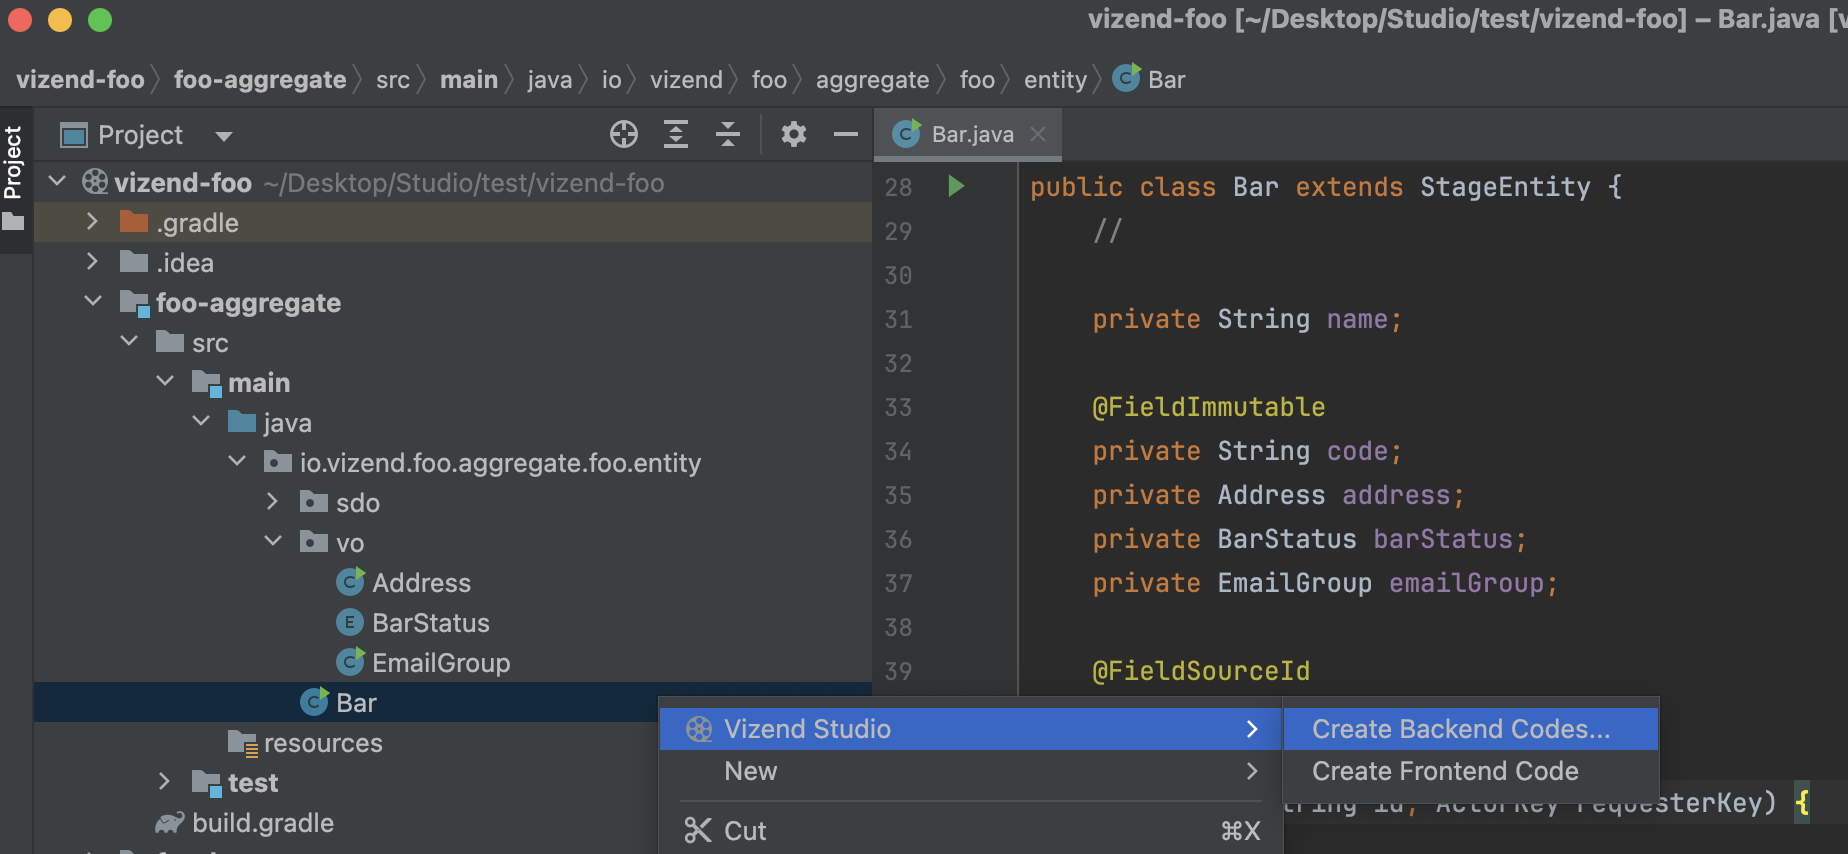 vizend-foo [~/Desktop/Studio/test/vizend-foo] – Bar.java
vizend-foo foo-aggregate src main java io vizend foo aggregate foo entity Bar
Project
Project
Bar.java
vizend-foo ~/Desktop/Studio/test/vizend-foo
.gradle
.idea
foo-aggregate
src
main
java
io.vizend.foo.aggregate.foo.entity
sdo
vo
Address
BarStatus
EmailGroup
Bar
resources
test
build.gradle
28 public class Bar extends StageEntity {
29 //
30
31 private String name;
32
33 @FieldImmutable
34 private String code;
35 private Address address;
36 private BarStatus barStatus;
37 private EmailGroup emailGroup;
38
39 @FieldSourceId
Vizend Studio
New
Cut ⌘X
Create Backend Codes...
Create Frontend Code
requesterKey) {